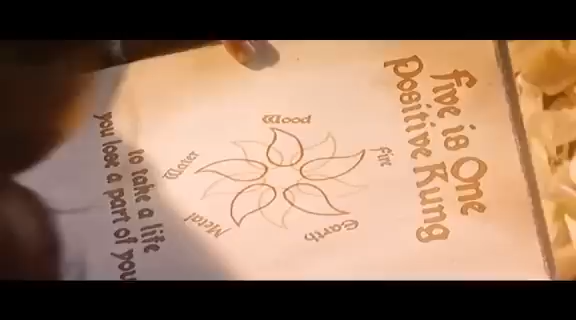 Five is One
Positive Kung
Wood
Fire
Water
Metal
Earth
to take a life
you lose a part of you